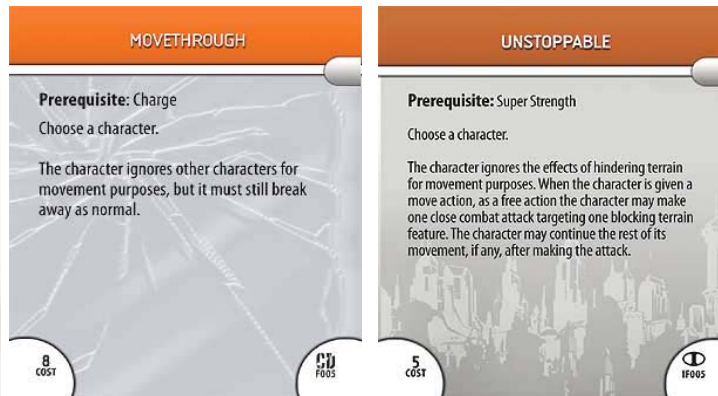 MOVETHROUGH
Prerequisite: Charge
Choose a character.
The character ignores other characters for
movement purposes, but it must still break
away as normal.
8
COST
CD
F005
UNSTOPPABLE
Prerequisite: Super Strength
Choose a character.
The character ignores the effects of hindering terrain
for movement purposes. When the character is given a
move action, as a free action the character may make
one close combat attack targeting one blocking terrain
feature. The character may continue the rest of its
movement, if any, after making the attack.
5
COST
IF005